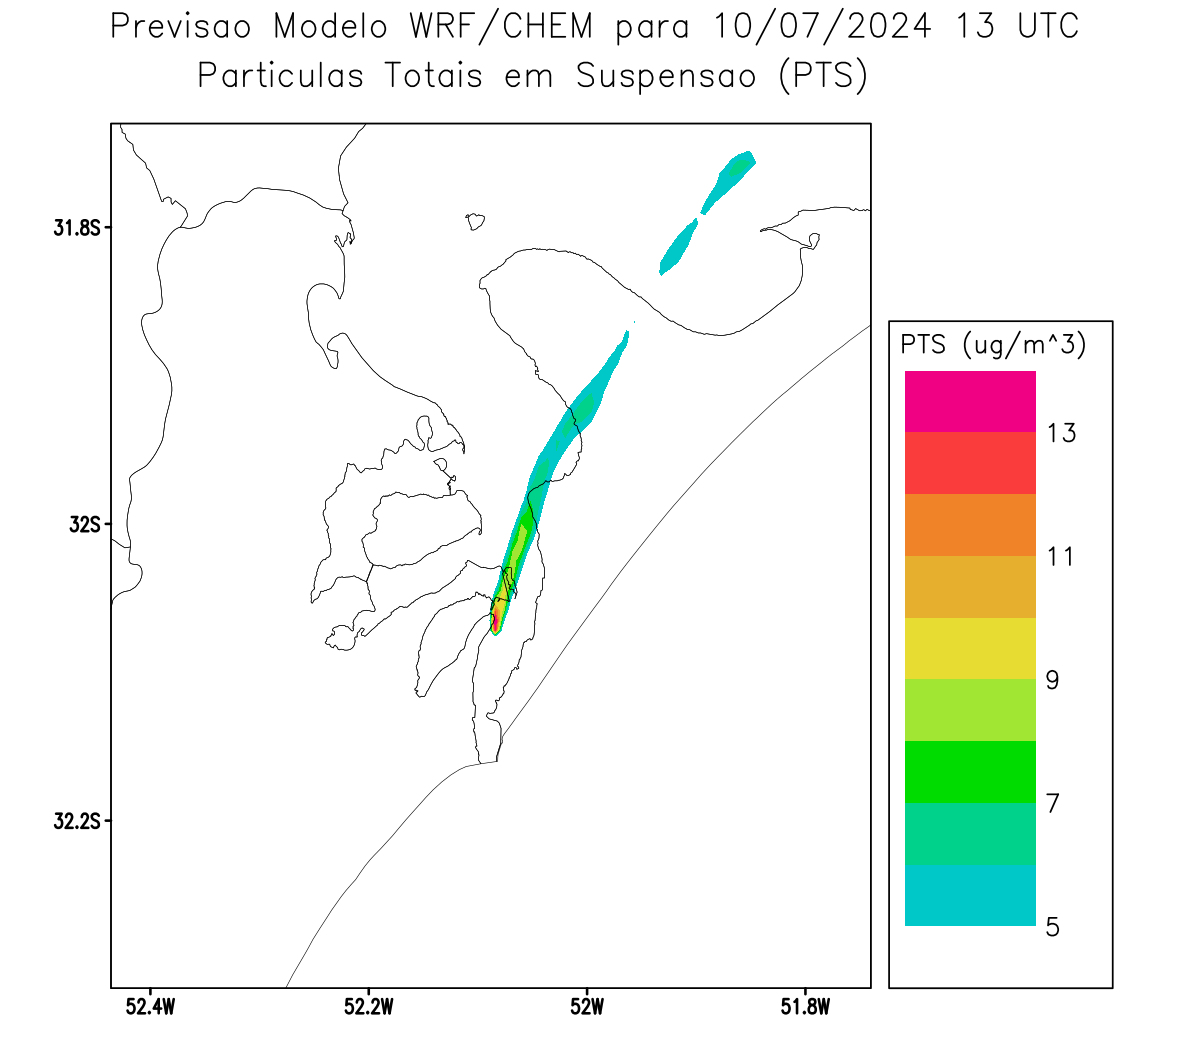 Previsao Modelo WRF/CHEM para 10/07/2024 13 UTC
Particulas Totais em Suspensao (PTS)
31.8S
32S
32.2S
52.4W
52.2W
52W
51.8W
PTS (ug/m^3)
13
11
9
7
5